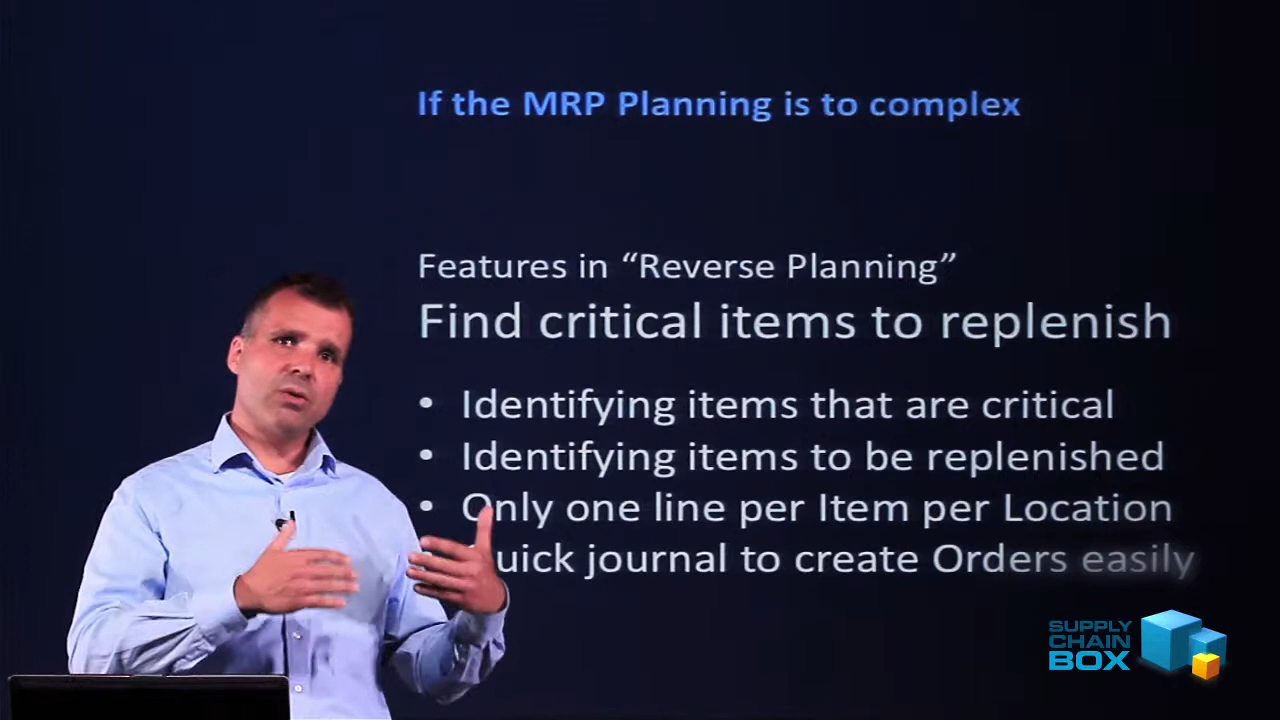 If the MRP Planning is to complex
Features in “Reverse Planning”
Find critical items to replenish
• Identifying items that are critical
• Identifying items to be replenished
• Only one line per Item per Location
uick journal to create Orders easily
SUPPLY
CHAIN
BOX